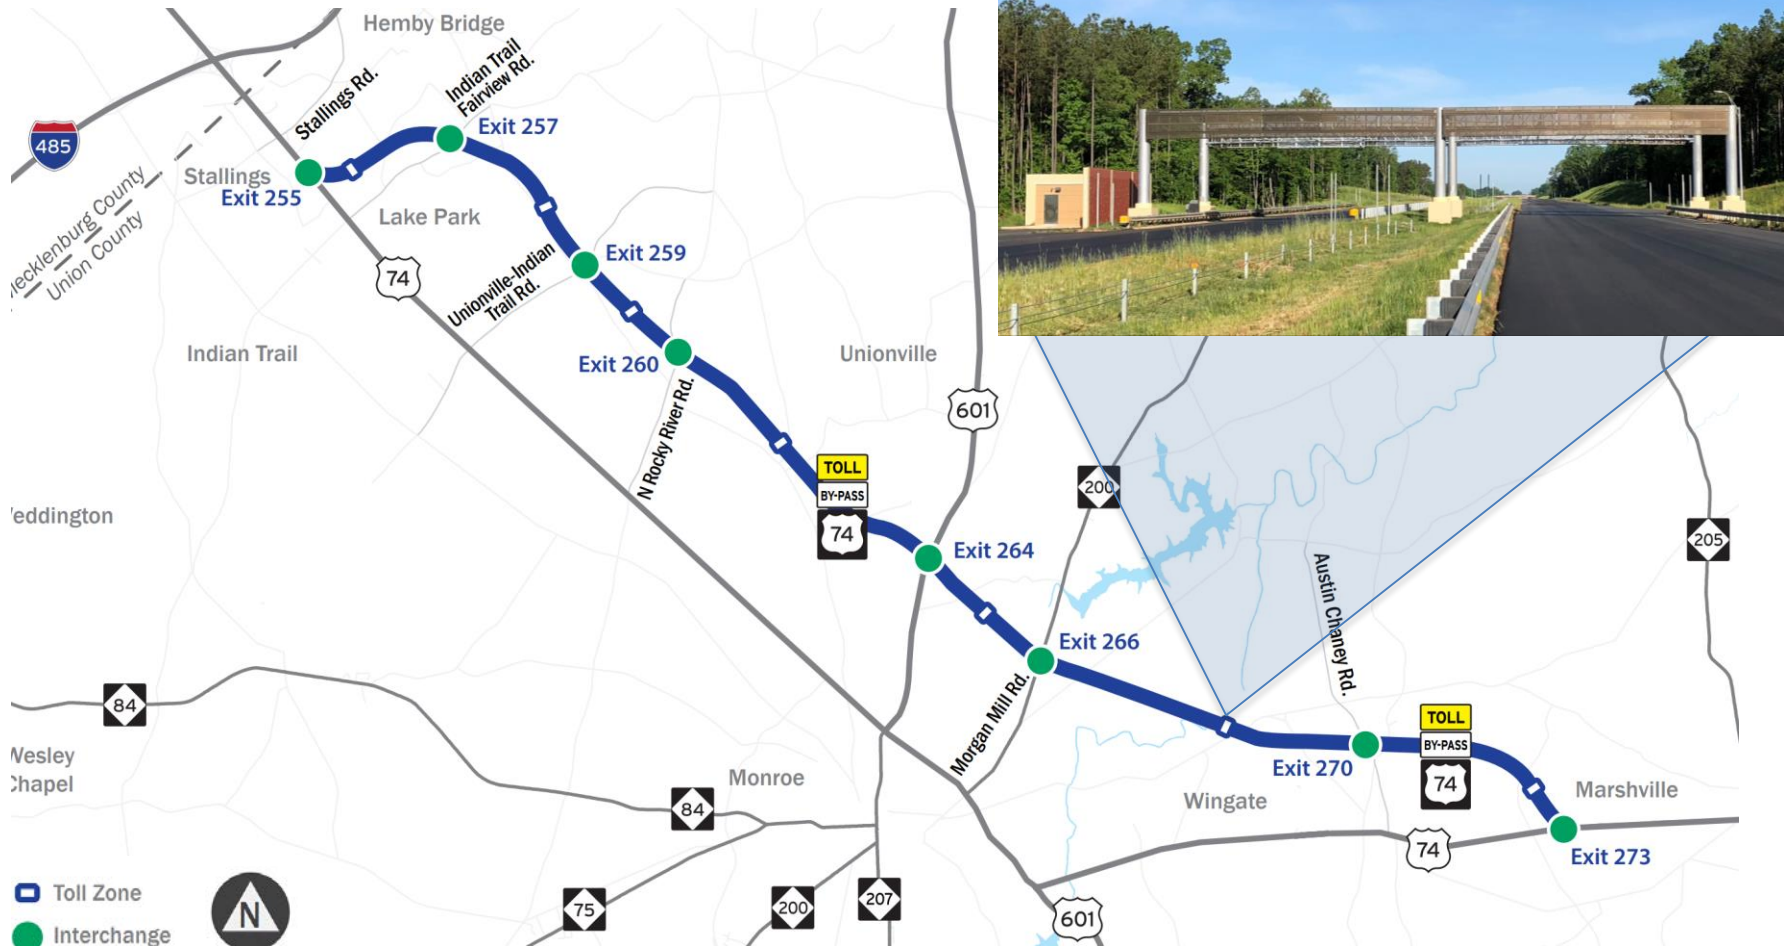 Hemby Bridge
Stallings Rd.
Indian Trail
Fairview Rd.
Exit 257
485
Stallings
Exit 255
Mecklenburg County
Union County
Lake Park
74
Exit 259
Unionville-Indian
Trail Rd.
Indian Trail
Exit 260
Unionville
N Rocky River Rd.
601
TOLL
BY-PASS
74
200
205
eddington
Exit 264
Austin Chaney Rd.
Exit 266
Morgan Mill Rd.
84
Wesley
Chapel
Monroe
84
TOLL
BY-PASS
74
Exit 270
Wingate
Marshville
74
Exit 273
Toll Zone
Interchange
N
75
200
207
601